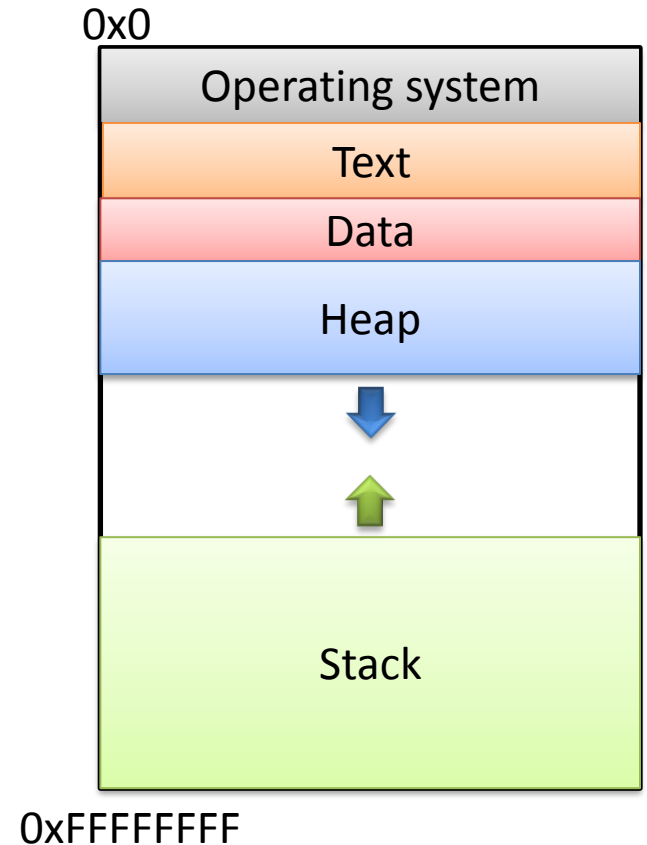 0x0
Operating system
Text
Data
Heap
Stack
0xFFFFFFFF